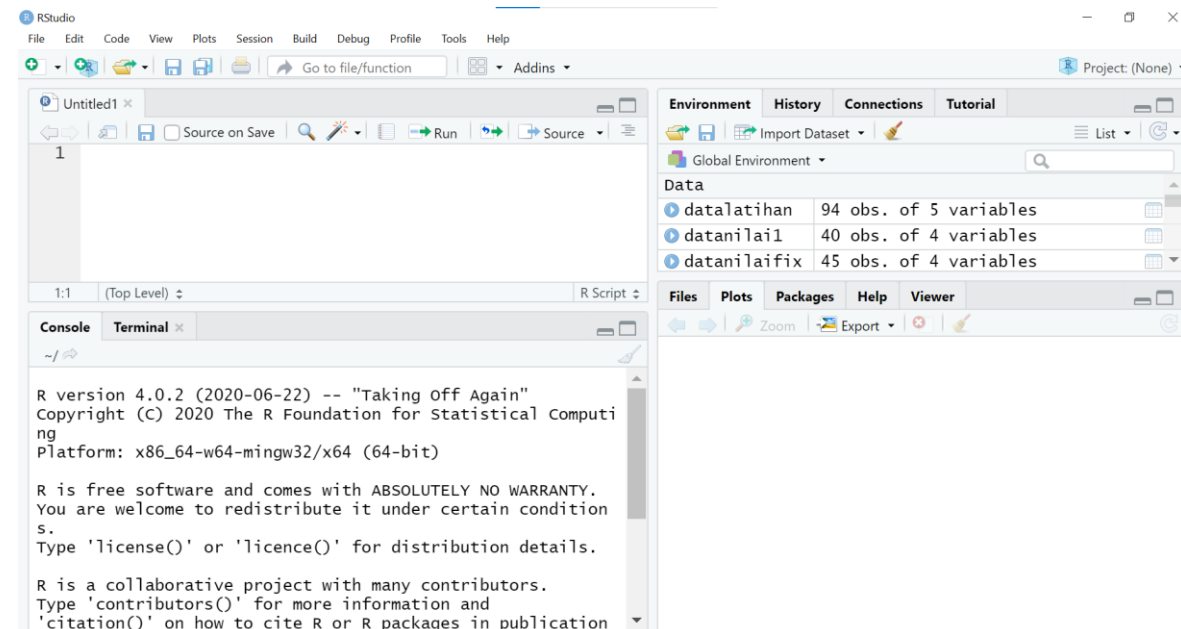 RStudio
File Edit Code View Plots Session Build Debug Profile Tools Help
Go to file/function Addins Project: (None)
Untitled1
Source on Save Run Source
1
1:1 (Top Level) R Script
Console Terminal
~/
R version 4.0.2 (2020-06-22) -- "Taking Off Again"
Copyright (C) 2020 The R Foundation for Statistical Computi
ng
Platform: x86_64-w64-mingw32/x64 (64-bit)
R is free software and comes with ABSOLUTELY NO WARRANTY.
You are welcome to redistribute it under certain condition
s.
Type 'license()' or 'licence()' for distribution details.
R is a collaborative project with many contributors.
Type 'contributors()' for more information and
'citation()' on how to cite R or R packages in publication
Environment History Connections Tutorial
Import Dataset List
Global Environment
Data
datalatihan 94 obs. of 5 variables
datanilai1 40 obs. of 4 variables
datanilaifix 45 obs. of 4 variables
Files Plots Packages Help Viewer
Zoom Export